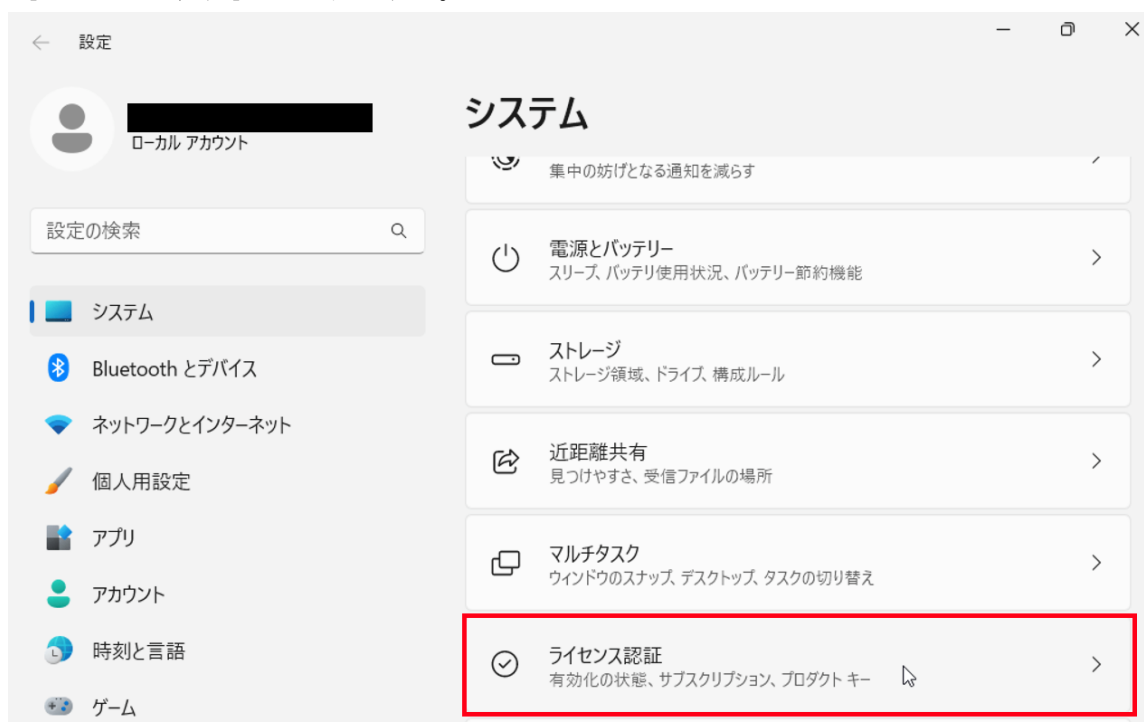 設定
ローカル アカウント
設定の検索
システム
Bluetooth とデバイス
ネットワークとインターネット
個人用設定
アプリ
アカウント
時刻と言語
ゲーム
システム
集中の妨げとなる通知を減らす
電源とバッテリー
スリープ、バッテリ使用状況、バッテリー節約機能
ストレージ
ストレージ領域、ドライブ、構成ルール
近距離共有
見つけやすさ、受信ファイルの場所
マルチタスク
ウィンドウのスナップ、デスクトップ、タスクの切り替え
ライセンス認証
有効化の状態、サブスクリプション、プロダクト キー